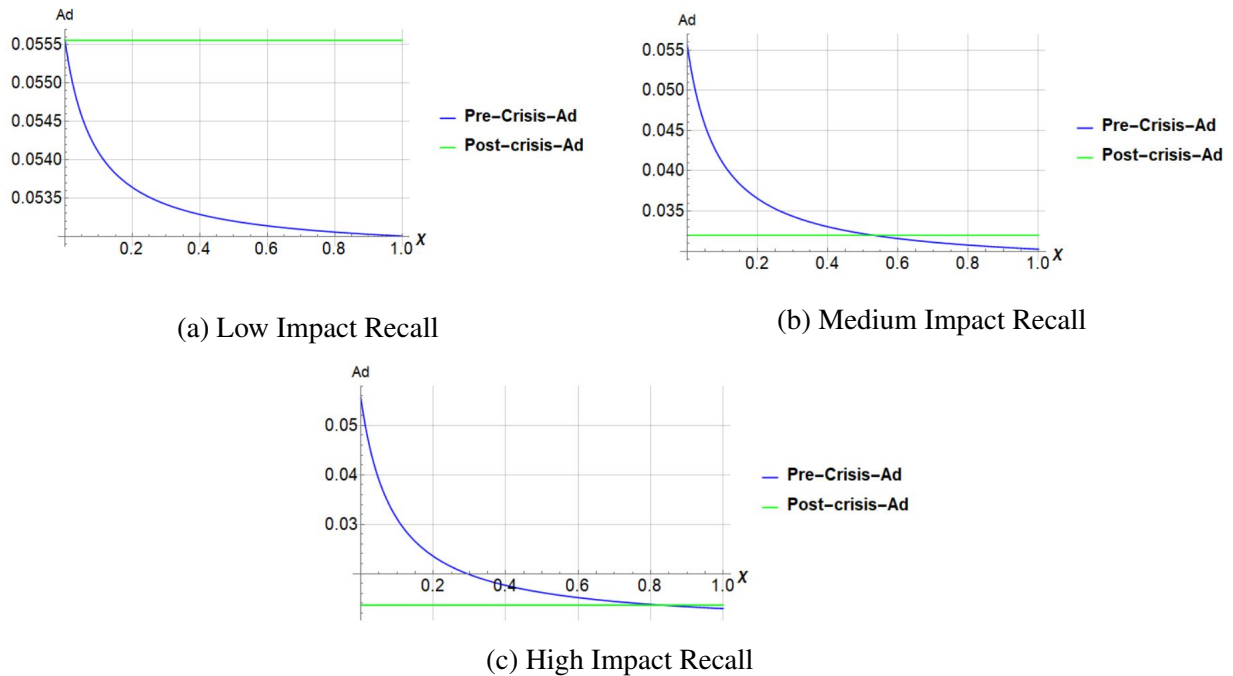 Ad
0.0555
0.0550
0.0545
0.0540
0.0535
0.2 0.4 0.6 0.8 1.0 χ
Pre−Crisis−Ad
Post−crisis−Ad
(a) Low Impact Recall
Ad
0.055
0.050
0.045
0.040
0.035
0.2 0.4 0.6 0.8 1.0 χ
Pre−Crisis−Ad
Post−crisis−Ad
(b) Medium Impact Recall
Ad
0.05
0.04
0.03
0.2 0.4 0.6 0.8 1.0 χ
Pre−Crisis−Ad
Post−crisis−Ad
(c) High Impact Recall